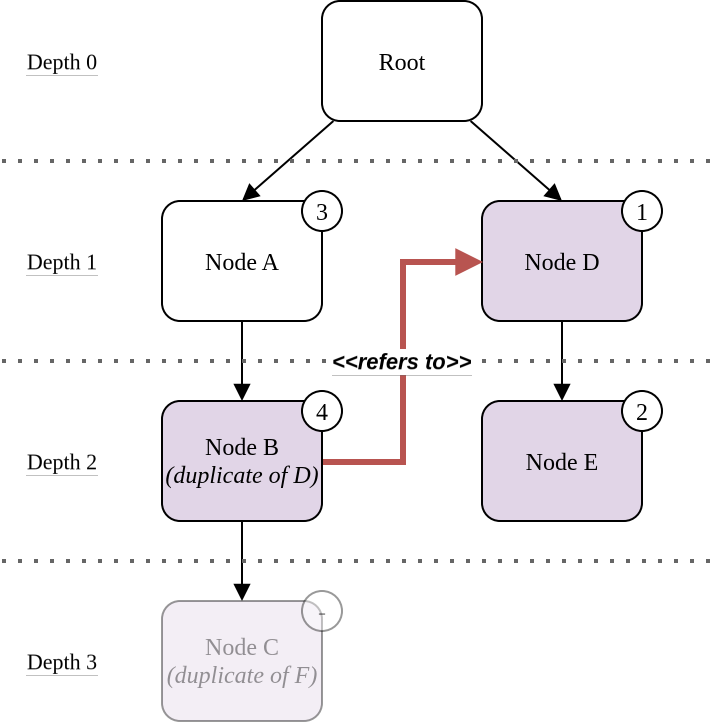 Root
Depth 0
3
1
Node A
Node D
Depth 1
<<refers to>>
4
2
Node B
(duplicate of D)
Node E
Depth 2
-
Node C
(duplicate of F)
Depth 3